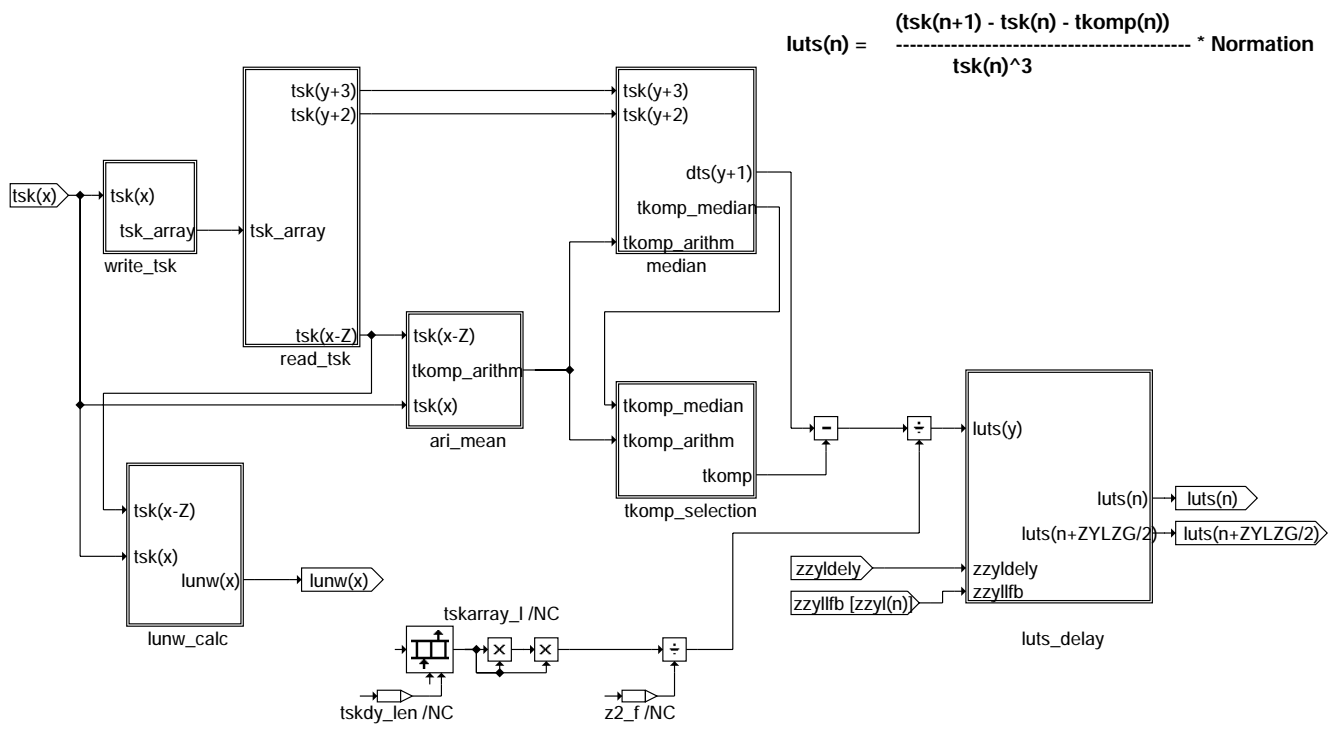 (tsk(n+1) - tsk(n) - tkomp(n))
luts(n) = ------------------------------------------ * Normation
tsk(n)^3
tsk(y+3)
tsk(y+2)
tsk(y+3)
tsk(y+2)
tsk(x)
tsk(x)
tsk_array
write_tsk
tsk_array
tsk(x-Z)
read_tsk
dts(y+1)
tkomp_median
tkomp_arithm
median
tsk(x-Z)
tkomp_arithm
tsk(x)
ari_mean
tkomp_median
tkomp_arithm
tkomp
tkomp_selection
-
÷
luts(y)
luts(n)
luts(n+ZYLZG/2)
zzyldely
zzyllfb
luts_delay
luts(n)
luts(n+ZYLZG/2)
zzyldely
zzyllfb [zzyl(n)]
tsk(x-Z)
tsk(x)
lunw(x)
lunw_calc
lunw(x)
tskarray_l /NC
×
×
÷
tskdy_len /NC
z2_f /NC